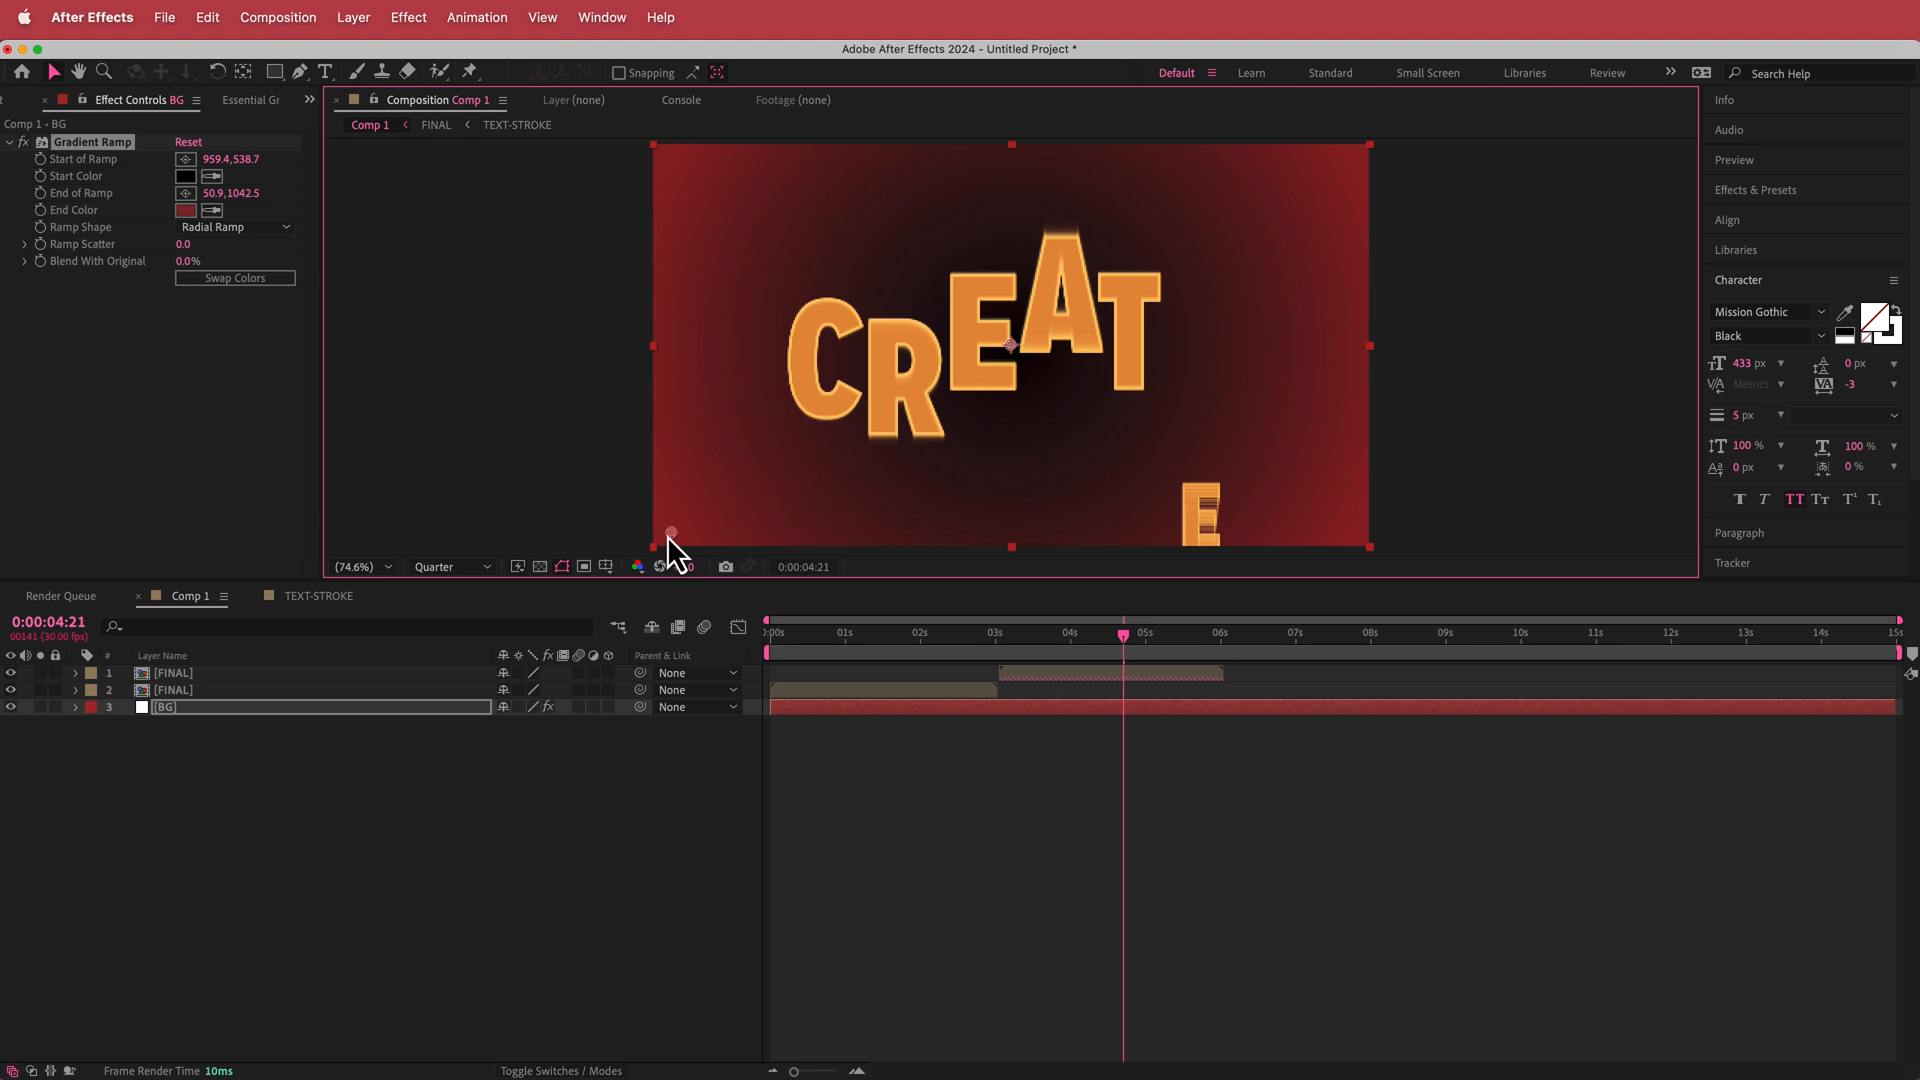 After Effects File Edit Composition Layer Effect Animation View Window Help
Adobe After Effects 2024 - Untitled Project *
Snapping
Default Learn Standard Small Screen Libraries Review Search Help
Effect Controls BG Essential Gr
Composition Comp 1 Layer (none) Console Footage (none)
Comp 1 • BG
Comp 1 FINAL TEXT-STROKE
fx Gradient Ramp Reset
Start of Ramp 959.4,538.7
Start Color
End of Ramp 50.9,1042.5
End Color
Ramp Shape Radial Ramp
Ramp Scatter 0.0
Blend With Original 0.0%
Swap Colors
CREAT
E
(74.6%) Quarter 0:00:04:21
Info
Audio
Preview
Effects & Presets
Align
Libraries
Character
Mission Gothic
Black
433 px 0 px
Metrics -3
5 px
100 % 100 %
0 px 0 %
T T TT Tt T¹ T₁
Paragraph
Tracker
Render Queue Comp 1 TEXT-STROKE
0:00:04:21
00141 (30.00 fps)
):00s 01s 02s 03s 04s 05s 06s 07s 08s 09s 10s 11s 12s 13s 14s 15s
# Layer Name fx Parent & Link
1 [FINAL] None
2 [FINAL] None
3 [BG] fx None
Frame Render Time 10ms Toggle Switches / Modes